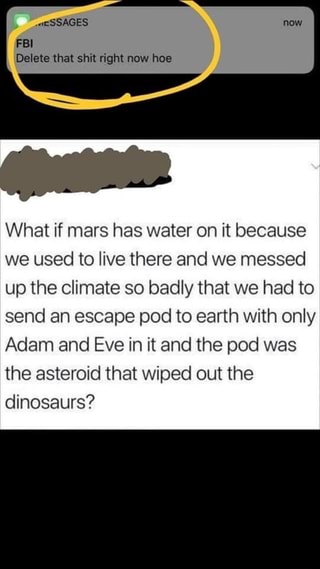 MESSAGES now
FBI
Delete that shit right now hoe
What if mars has water on it because
we used to live there and we messed
up the climate so badly that we had to
send an escape pod to earth with only
Adam and Eve in it and the pod was
the asteroid that wiped out the
dinosaurs?